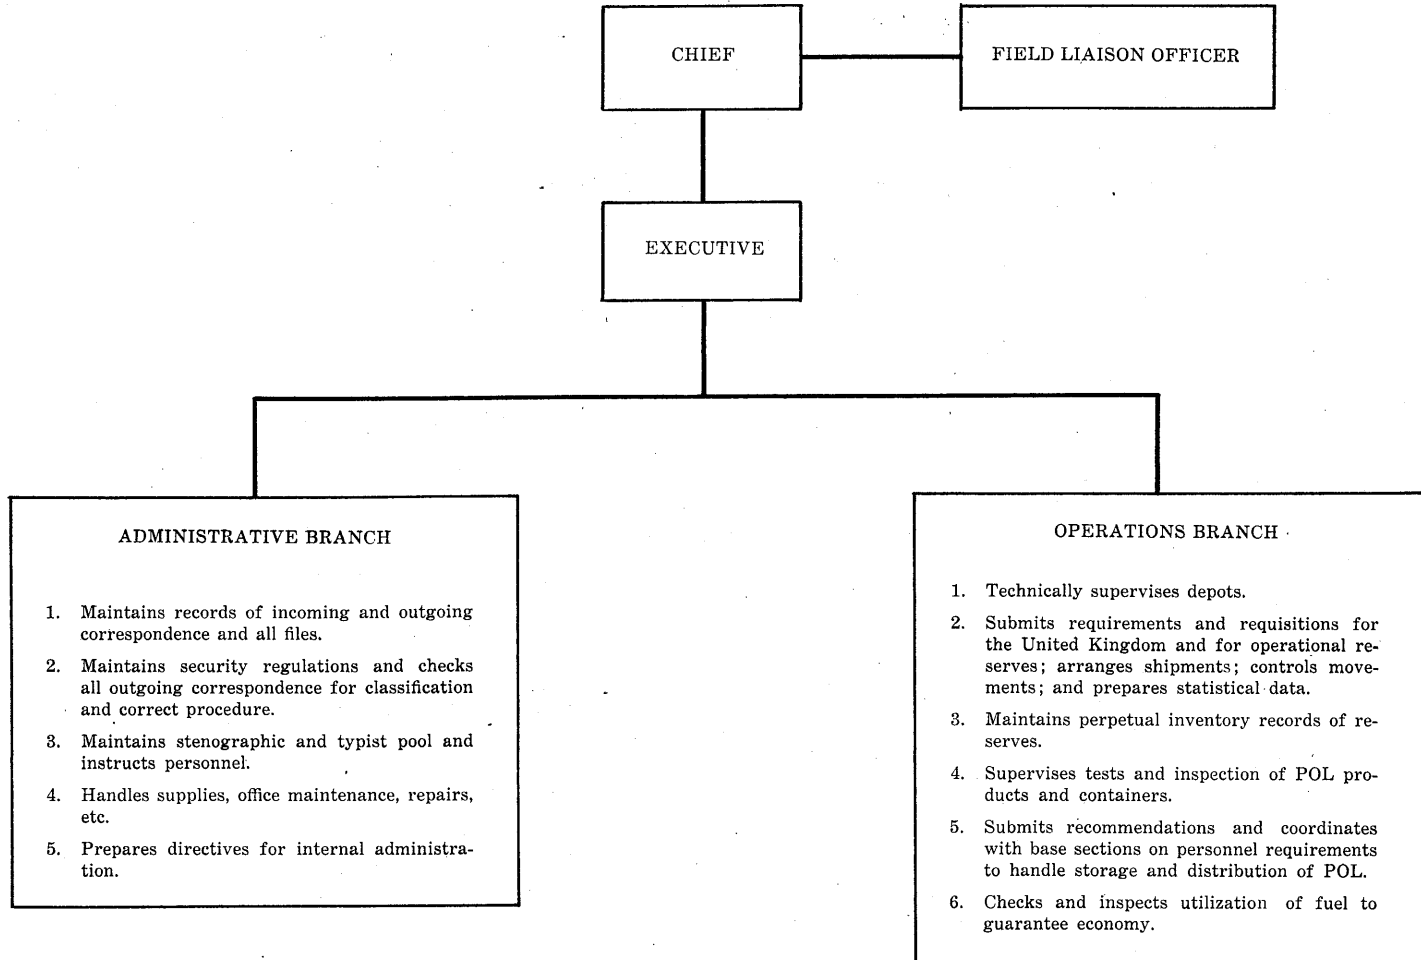 CHIEF
FIELD LIAISON OFFICER
EXECUTIVE
ADMINISTRATIVE BRANCH
1. Maintains records of incoming and outgoing
correspondence and all files.
2. Maintains security regulations and checks
all outgoing correspondence for classification
and correct procedure.
3. Maintains stenographic and typist pool and
instructs personnel.
4. Handles supplies, office maintenance, repairs,
etc.
5. Prepares directives for internal administra-
tion.
OPERATIONS BRANCH
1. Technically supervises depots.
2. Submits requirements and requisitions for
the United Kingdom and for operational re-
serves; arranges shipments; controls move-
ments; and prepares statistical data.
3. Maintains perpetual inventory records of re-
serves.
4. Supervises tests and inspection of POL pro-
ducts and containers.
5. Submits recommendations and coordinates
with base sections on personnel requirements
to handle storage and distribution of POL.
6. Checks and inspects utilization of fuel to
guarantee economy.